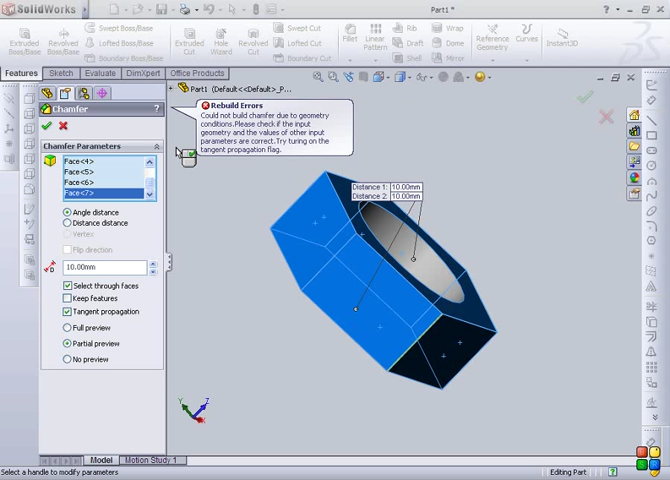 SolidWorks
Part1 *
Extruded Boss/Base
Revolved Boss/Base
Swept Boss/Base
Lofted Boss/Base
Boundary Boss/Base
Extruded Cut
Hole Wizard
Revolved Cut
Swept Cut
Lofted Cut
Boundary Cut
Fillet
Linear Pattern
Rib
Draft
Shell
Wrap
Dome
Mirror
Reference Geometry
Curves
Instant3D
Features
Sketch
Evaluate
DimXpert
Office Products
Part1 (Default<<Default>_P...
Chamfer
?
Rebuild Errors
Could not build chamfer due to geometry
conditions.Please check if the input
geometry and the values of other input
parameters are correct.Try turing on the
tangent propagation flag.
Chamfer Parameters
Face<4>
Face<5>
Face<6>
Face<7>
Angle distance
Distance distance
Vertex
Flip direction
10.00mm
Select through faces
Keep features
Tangent propagation
Full preview
Partial preview
No preview
Distance 1: 10.00mm
Distance 2: 10.00mm
Y
Z
X
Model
Motion Study 1
Select a handle to modify parameters
Editing Part